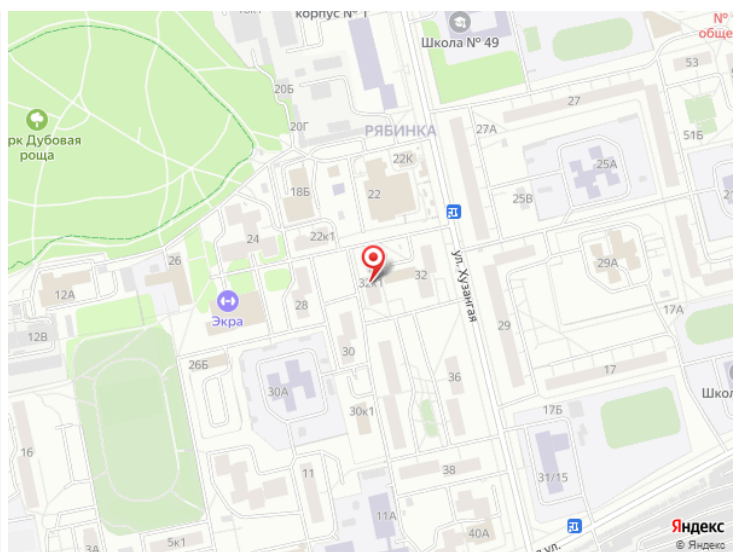 корпус № 1
Школа № 49
№
обще
53
20Б
27
20Г
27А
51Б
рк Дубовая
роща
РЯБИНКА
22К
25А
18Б
22
25В
22к1
24
26
ул. Хузангая
29А
12А
32к1
32
28
17А
Экра
12В
29
30
26Б
17
36
30А
Школ
30к1
17Б
16
38
11
31/15
11А
Яндекс
40А
5к1
3А
ул.
© Яндекс